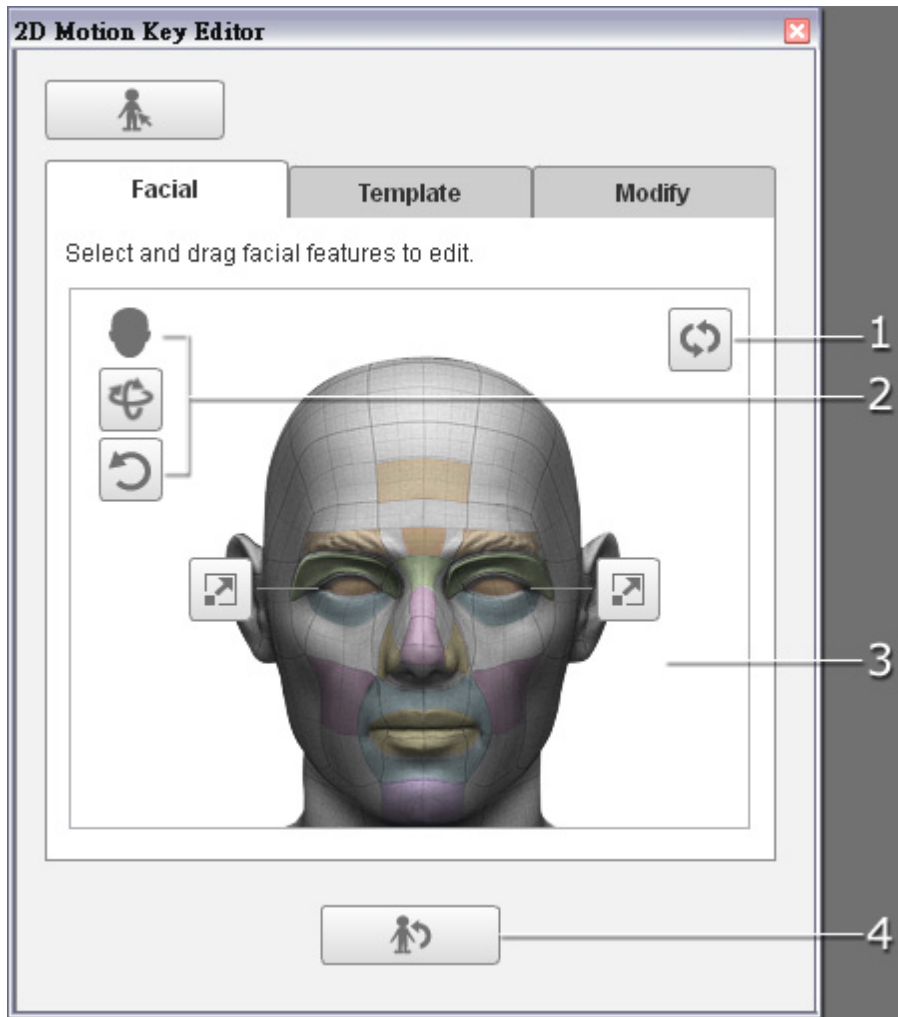 2D Motion Key Editor
Facial Template Modify
Select and drag facial features to edit.
1
2
3
4